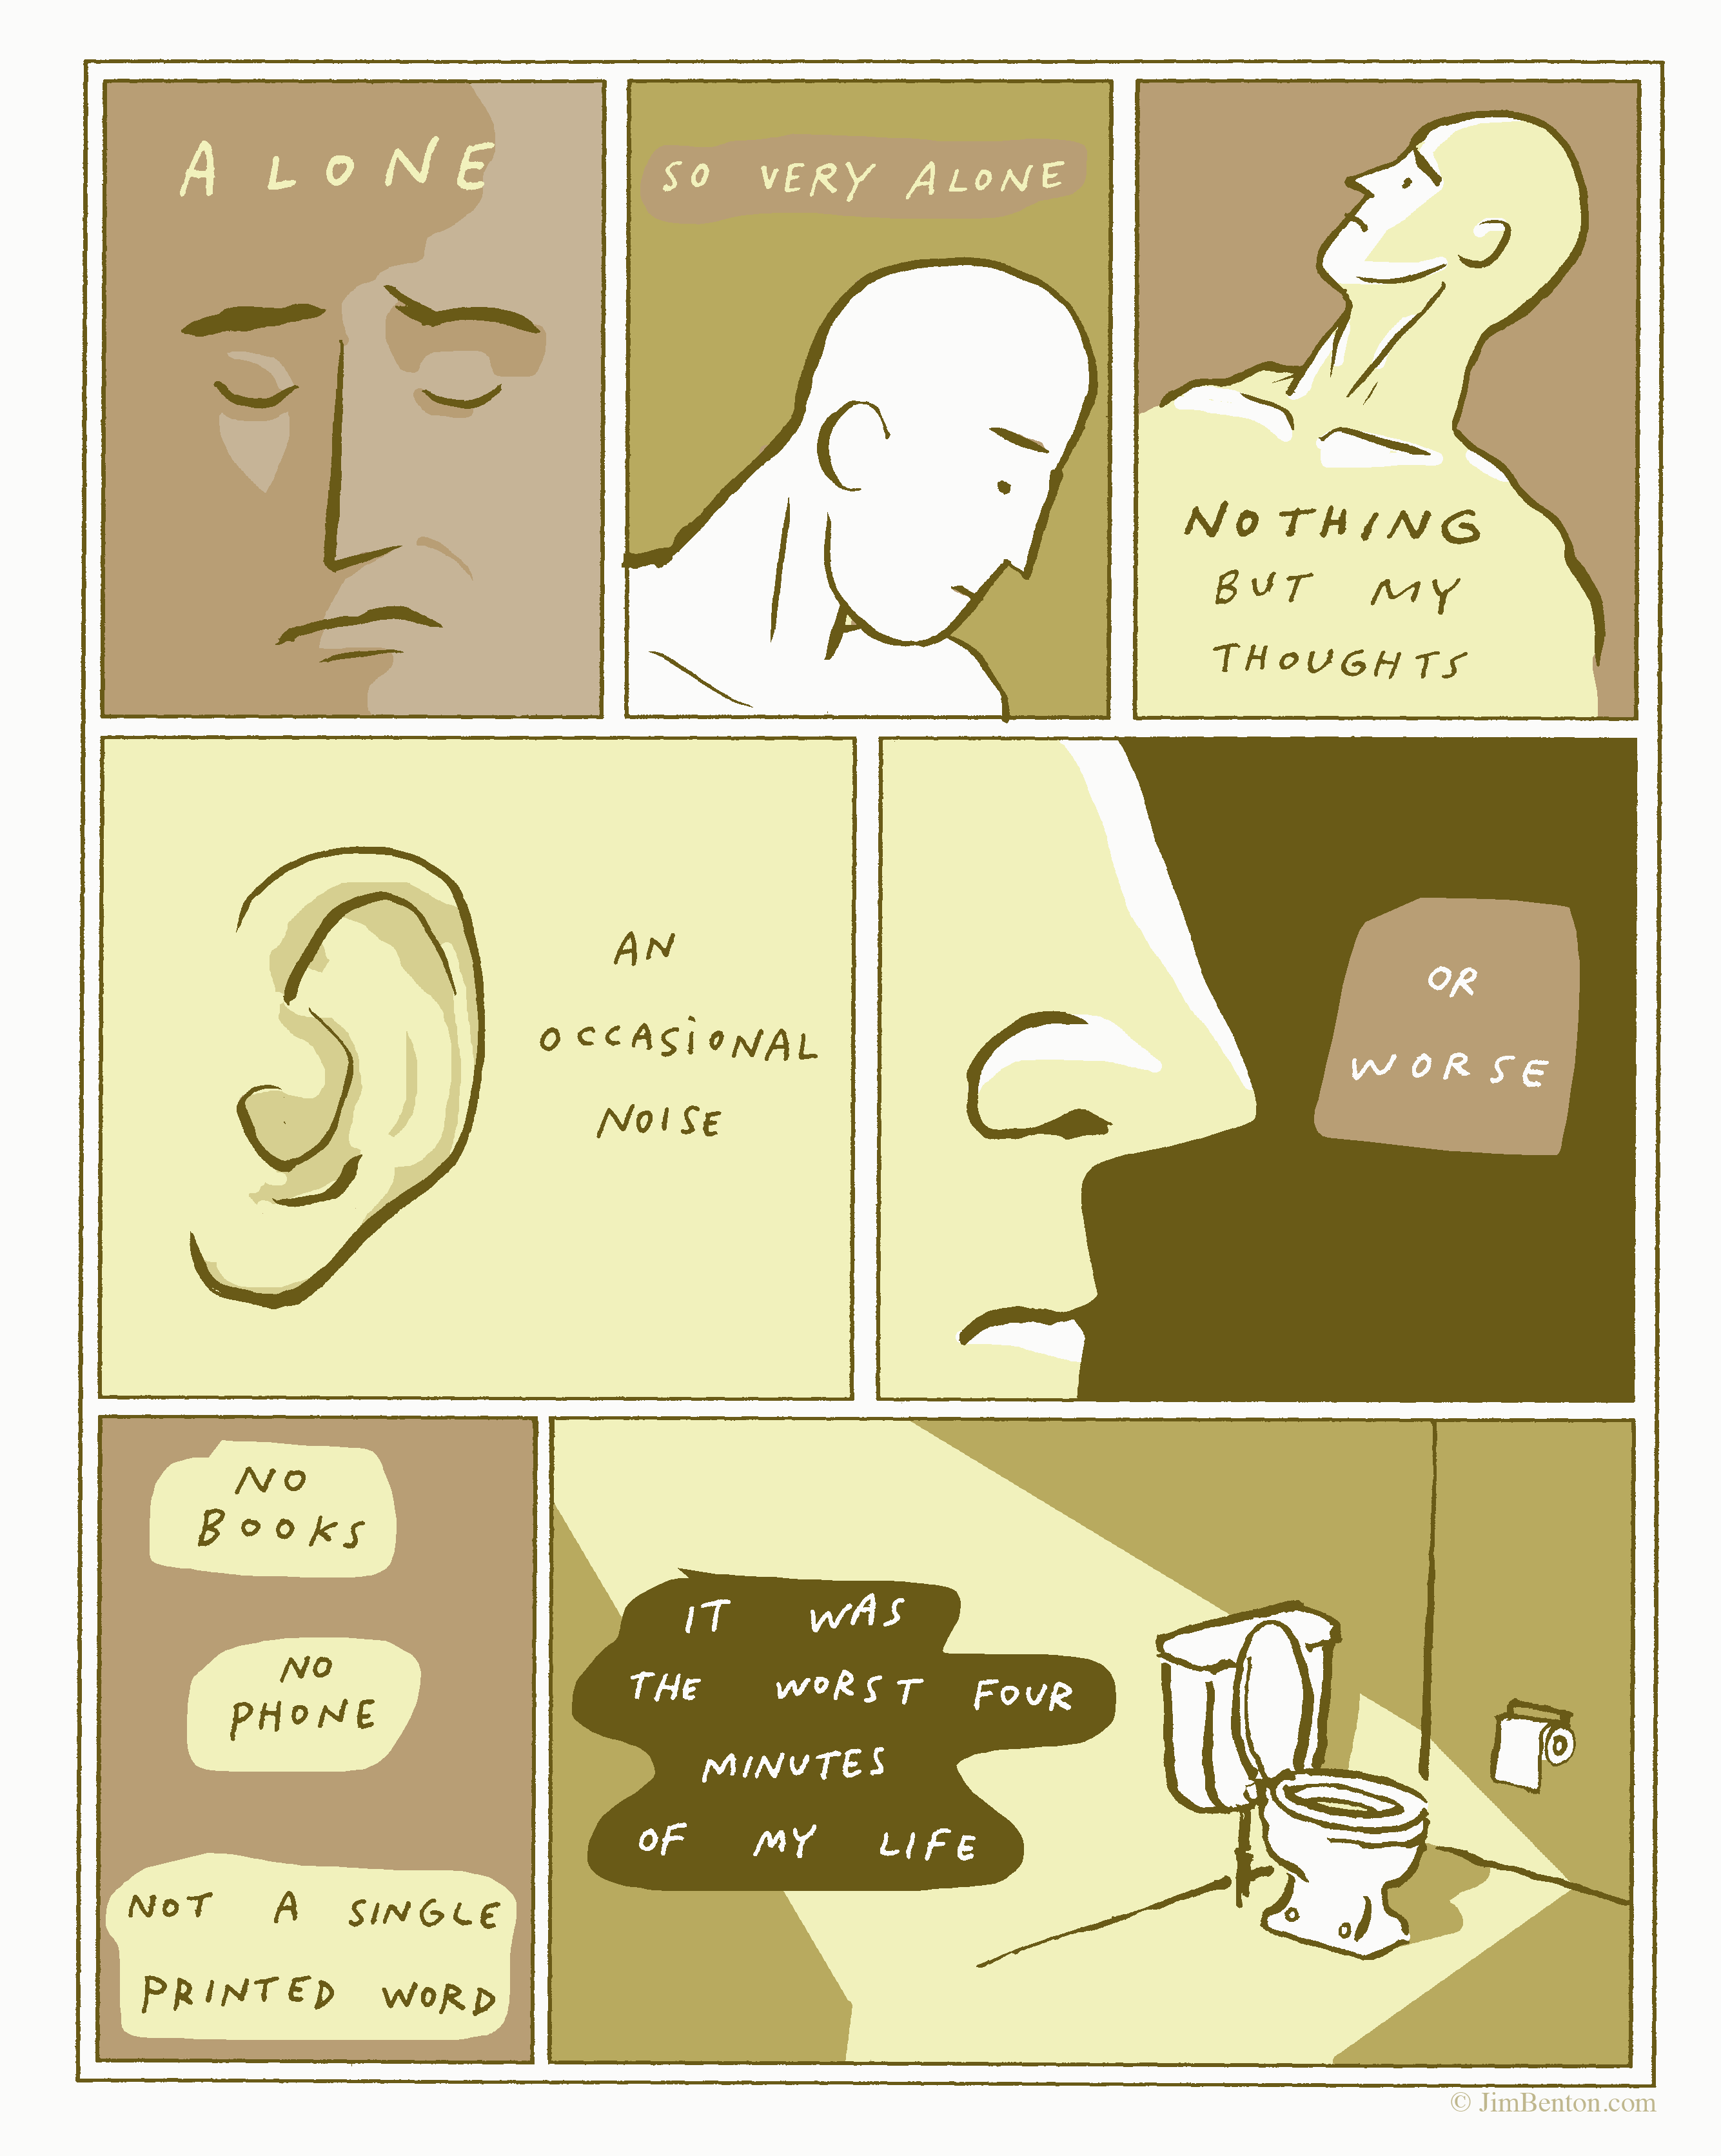 ALONE
SO VERY ALONE
NOTHING
BUT MY
THOUGHTS
AN
OCCASiONAL
NOISE
OR
WORSE
NO
BOOKS
NO
PHONE
NOT A SINGLE
PRINTED WORD
IT WAS
THE WORST FOUR
MINUTES
OF MY LIFE
© JimBenton.com